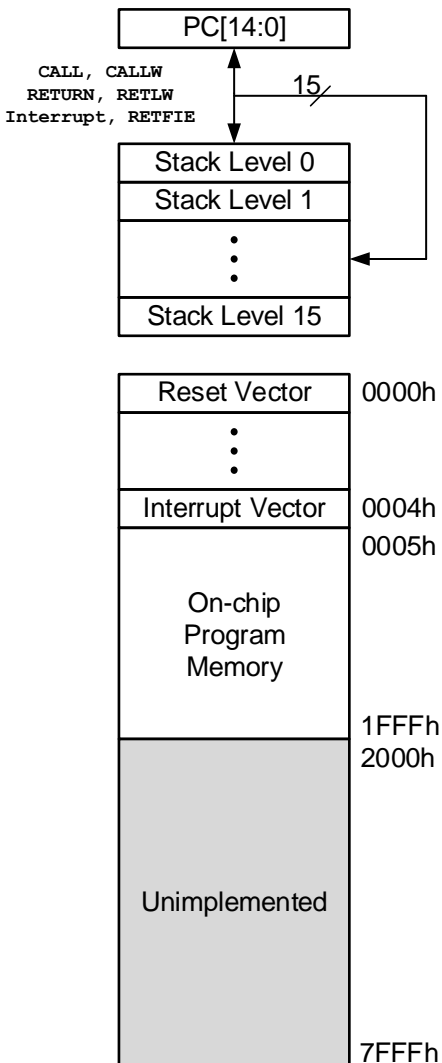 PC[14:0]
CALL, CALLW
RETURN, RETLW
Interrupt, RETFIE
15
Stack Level 0
Stack Level 1
Stack Level 15
Reset Vector
0000h
Interrupt Vector
0004h
0005h
On-chip
Program
Memory
1FFFh
2000h
Unimplemented
7FFFh